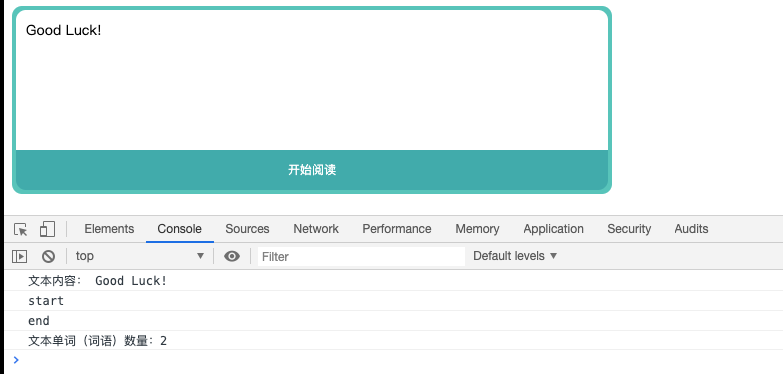 Good Luck!
开始阅读
Elements Console Sources Network Performance Memory Application Security Audits
top ▼ Filter Default levels ▼
文本内容： Good Luck!
start
end
文本单词（词语）数量：2
>